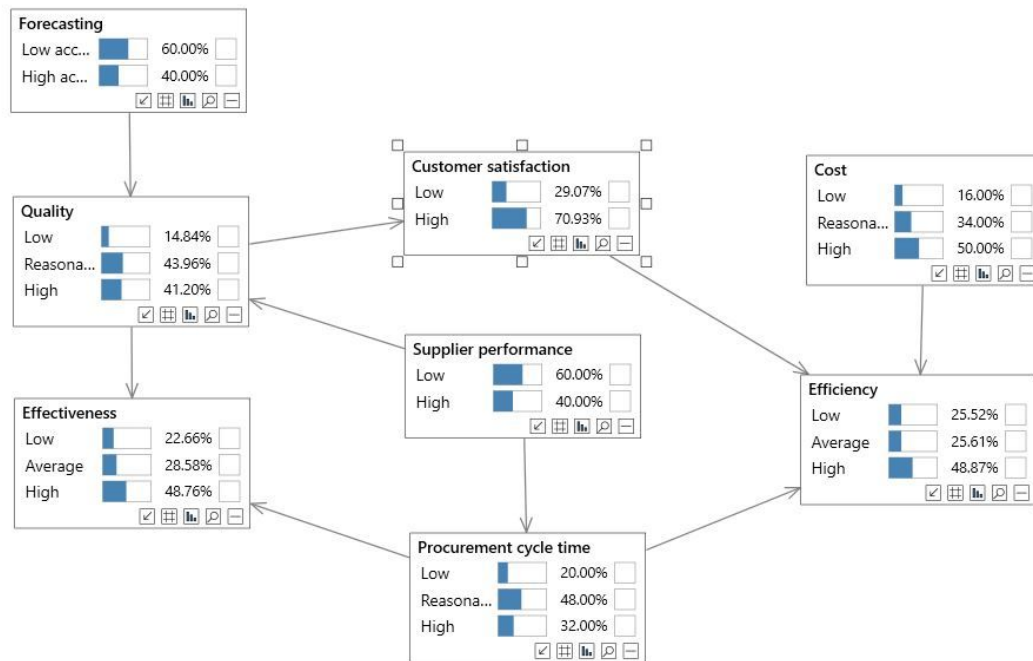 Forecasting
Low acc... 60.00%
High ac... 40.00%
Quality
Low 14.84%
Reasona... 43.96%
High 41.20%
Effectiveness
Low 22.66%
Average 28.58%
High 48.76%
Customer satisfaction
Low 29.07%
High 70.93%
Supplier performance
Low 60.00%
High 40.00%
Procurement cycle time
Low 20.00%
Reasona... 48.00%
High 32.00%
Cost
Low 16.00%
Reasona... 34.00%
High 50.00%
Efficiency
Low 25.52%
Average 25.61%
High 48.87%